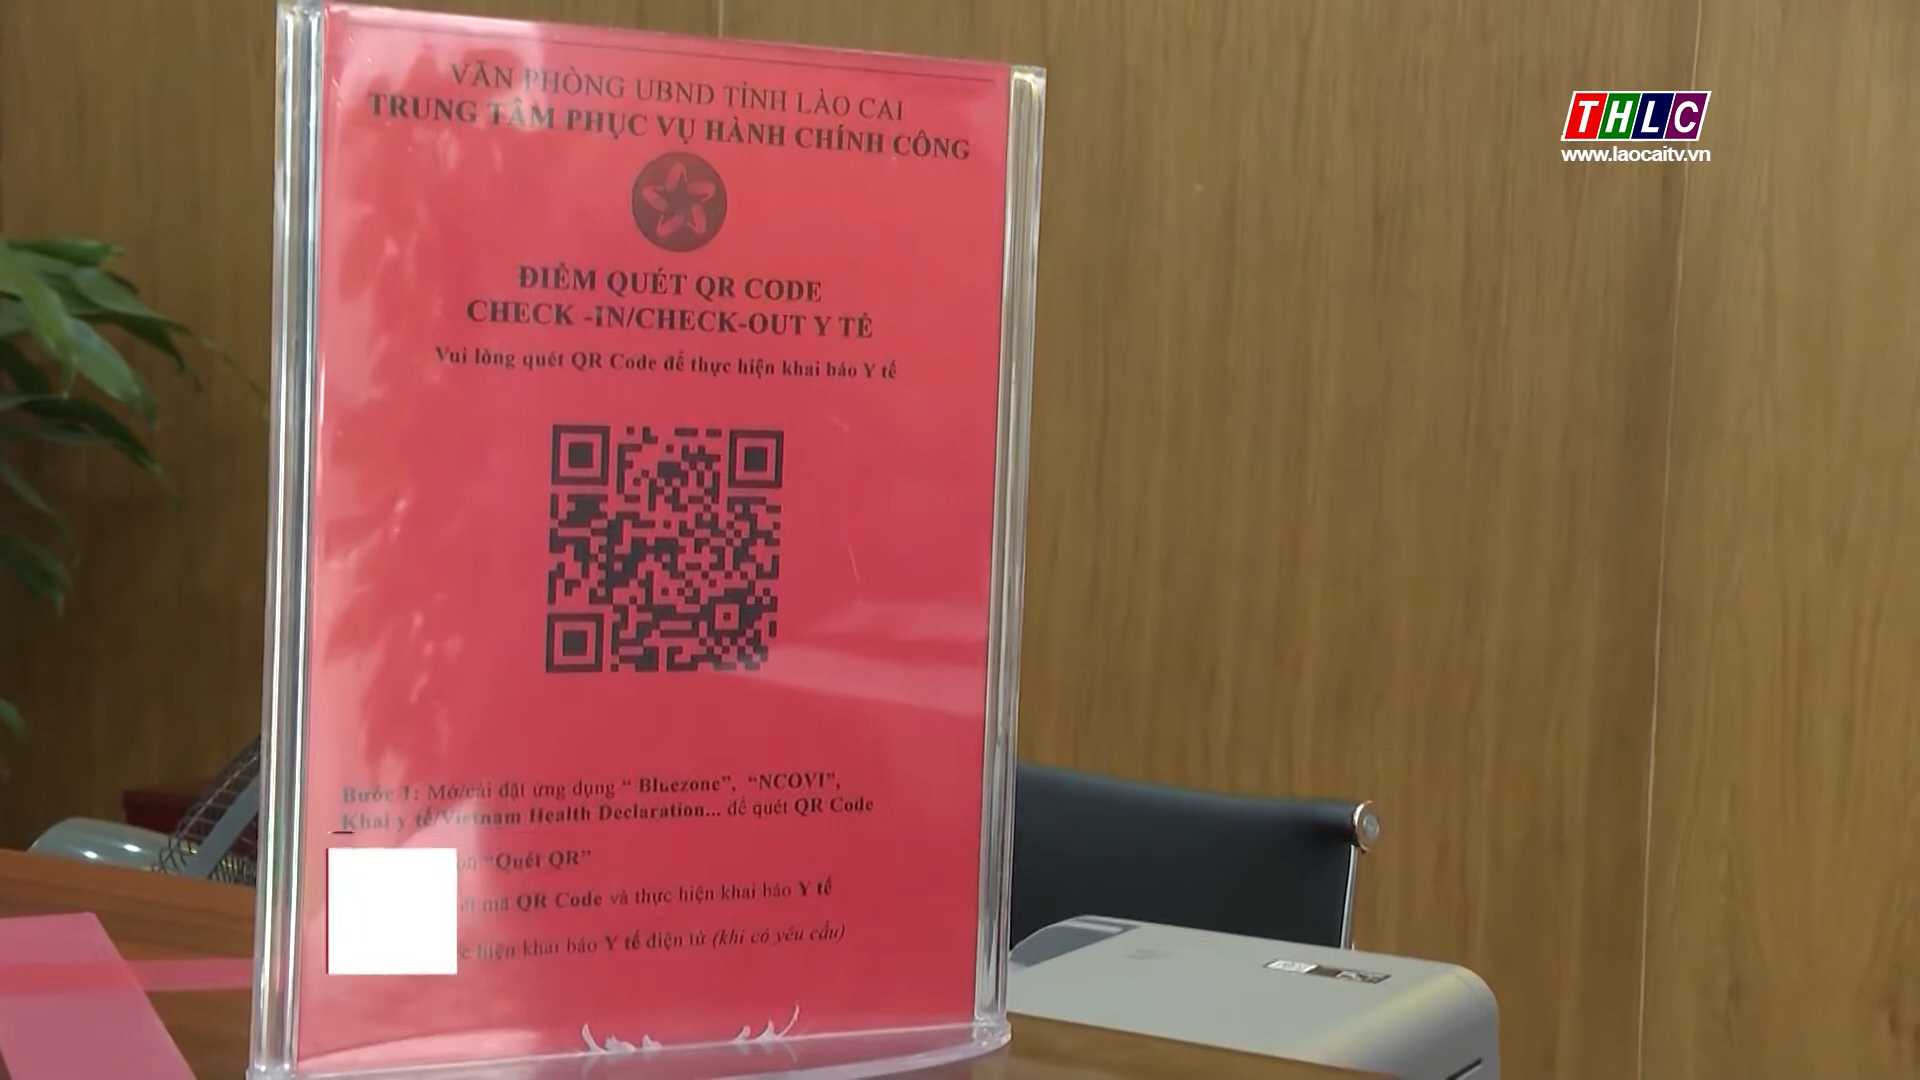 VĂN PHÒNG UBND TỈNH LÀO CAI
TRUNG TÂM PHỤC VỤ HÀNH CHÍNH CÔNG
ĐIỂM QUÉT QR CODE
CHECK -IN/CHECK-OUT Y TẾ
Vui lòng quét QR Code để thực hiện khai báo Y tế
Bước 1: Mở/cài đặt ứng dụng “ Bluezone”, “NCOVI”,
Khai y tế/Vietnam Health Declaration... để quét QR Code
“Quét QR”
mã QR Code và thực hiện khai báo Y tế
hiện khai báo Y tế điện tử (khi có yêu cầu)
THLC
www.laocaitv.vn